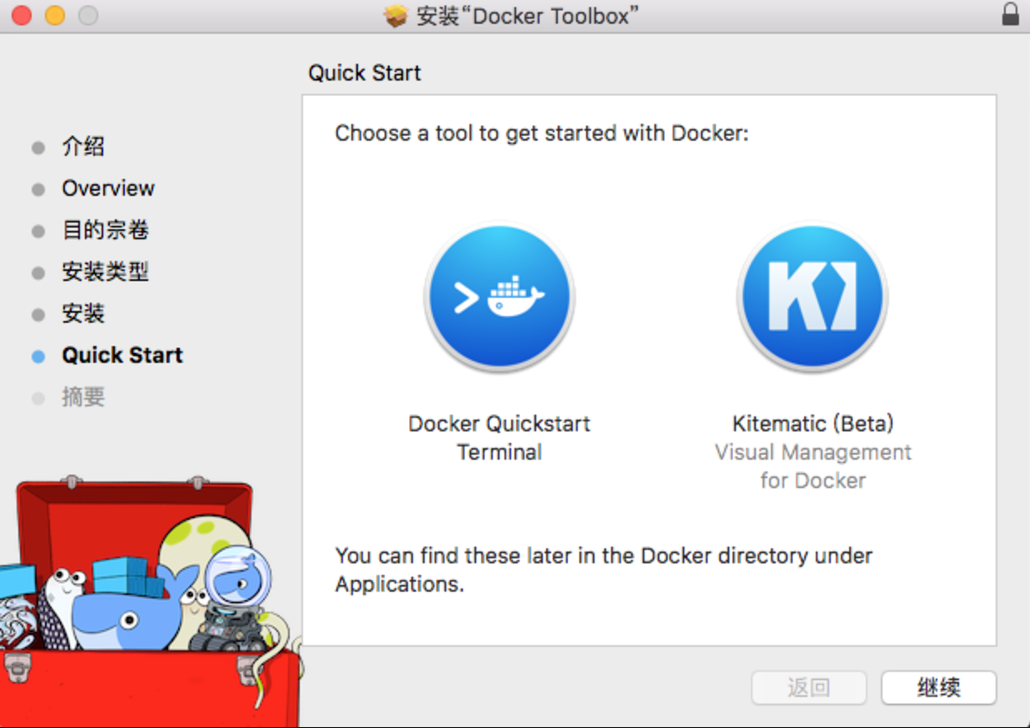 安装“Docker Toolbox”
Quick Start
介绍
Overview
目的宗卷
安装类型
安装
Quick Start
摘要
Choose a tool to get started with Docker:
KI
Docker Quickstart
Terminal
Kitematic (Beta)
Visual Management
for Docker
You can find these later in the Docker directory under
Applications.
返回
继续